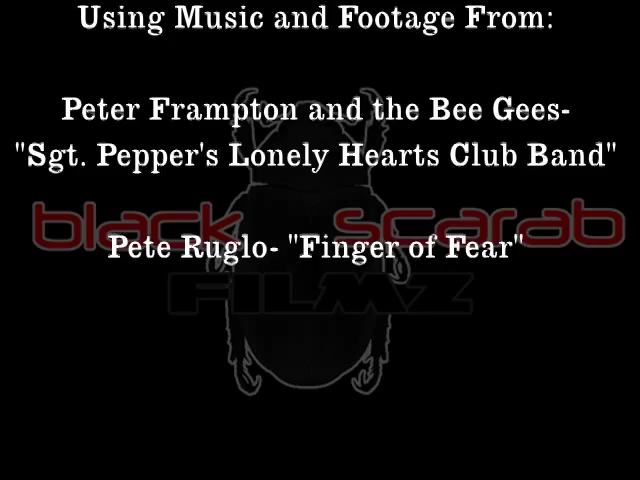 Using Music and Footage From:
Peter Frampton and the Bee Gees-
"Sgt. Pepper's Lonely Hearts Club Band"
black scarab
Pete Ruglo- "Finger of Fear"
FILMZ